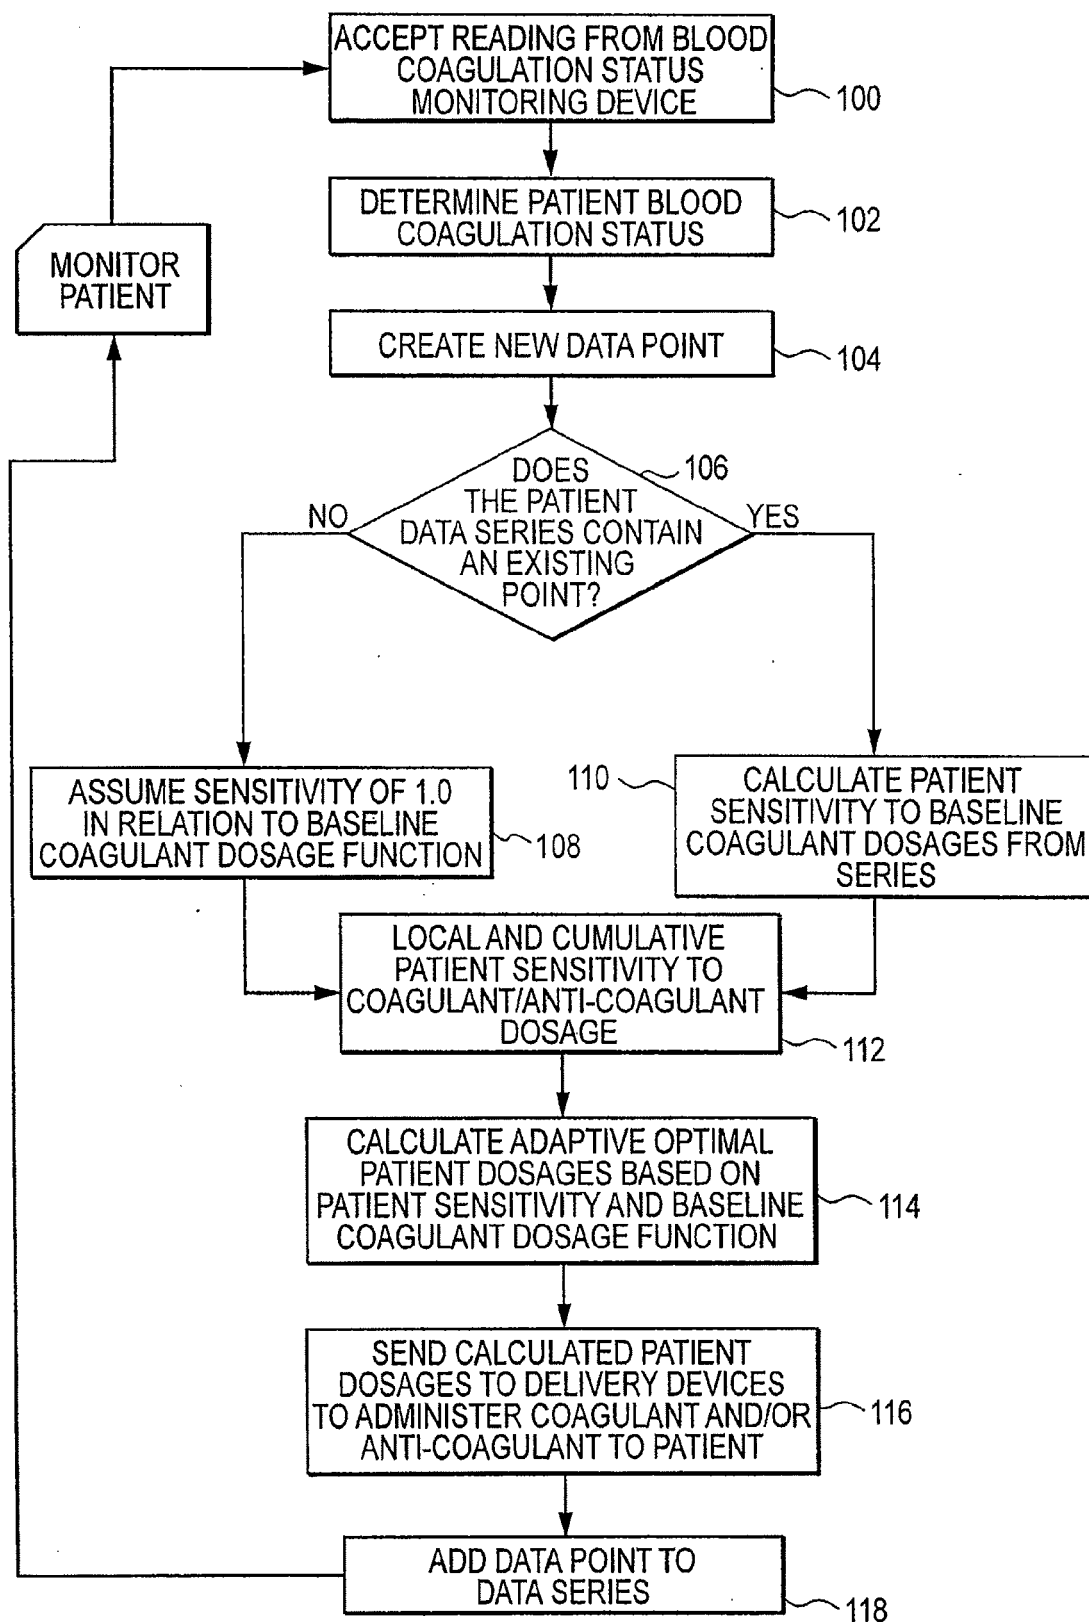 ACCEPT READING FROM BLOOD
COAGULATION STATUS
MONITORING DEVICE
100
DETERMINE PATIENT BLOOD
COAGULATION STATUS
102
MONITOR
PATIENT
CREATE NEW DATA POINT
104
DOES
THE PATIENT
DATA SERIES CONTAIN
AN EXISTING
POINT?
106
NO
YES
ASSUME SENSITIVITY OF 1.0
IN RELATION TO BASELINE
COAGULANT DOSAGE FUNCTION
108
110
CALCULATE PATIENT
SENSITIVITY TO BASELINE
COAGULANT DOSAGES FROM
SERIES
LOCAL AND CUMULATIVE
PATIENT SENSITIVITY TO
COAGULANT/ANTI-COAGULANT
DOSAGE
112
CALCULATE ADAPTIVE OPTIMAL
PATIENT DOSAGES BASED ON
PATIENT SENSITIVITY AND BASELINE
COAGULANT DOSAGE FUNCTION
114
SEND CALCULATED PATIENT
DOSAGES TO DELIVERY DEVICES
TO ADMINISTER COAGULANT AND/OR
ANTI-COAGULANT TO PATIENT
116
ADD DATA POINT TO
DATA SERIES
118